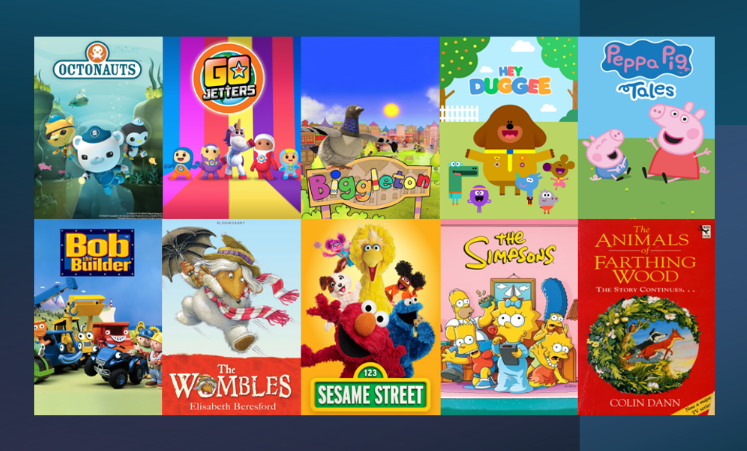 OCTONAUTS
GO
JETTERS
Biggleton
HEY
DUGGEE
Peppa Pig
Tales
Bob
the
Builder
BLOOMSBURY
The
WOMBLES
Elisabeth Beresford
123
SESAME STREET
THE
SIMPSONS
The
ANIMALS
of
FARTHING
WOOD
THE STORY CONTINUES...
COLIN DANN